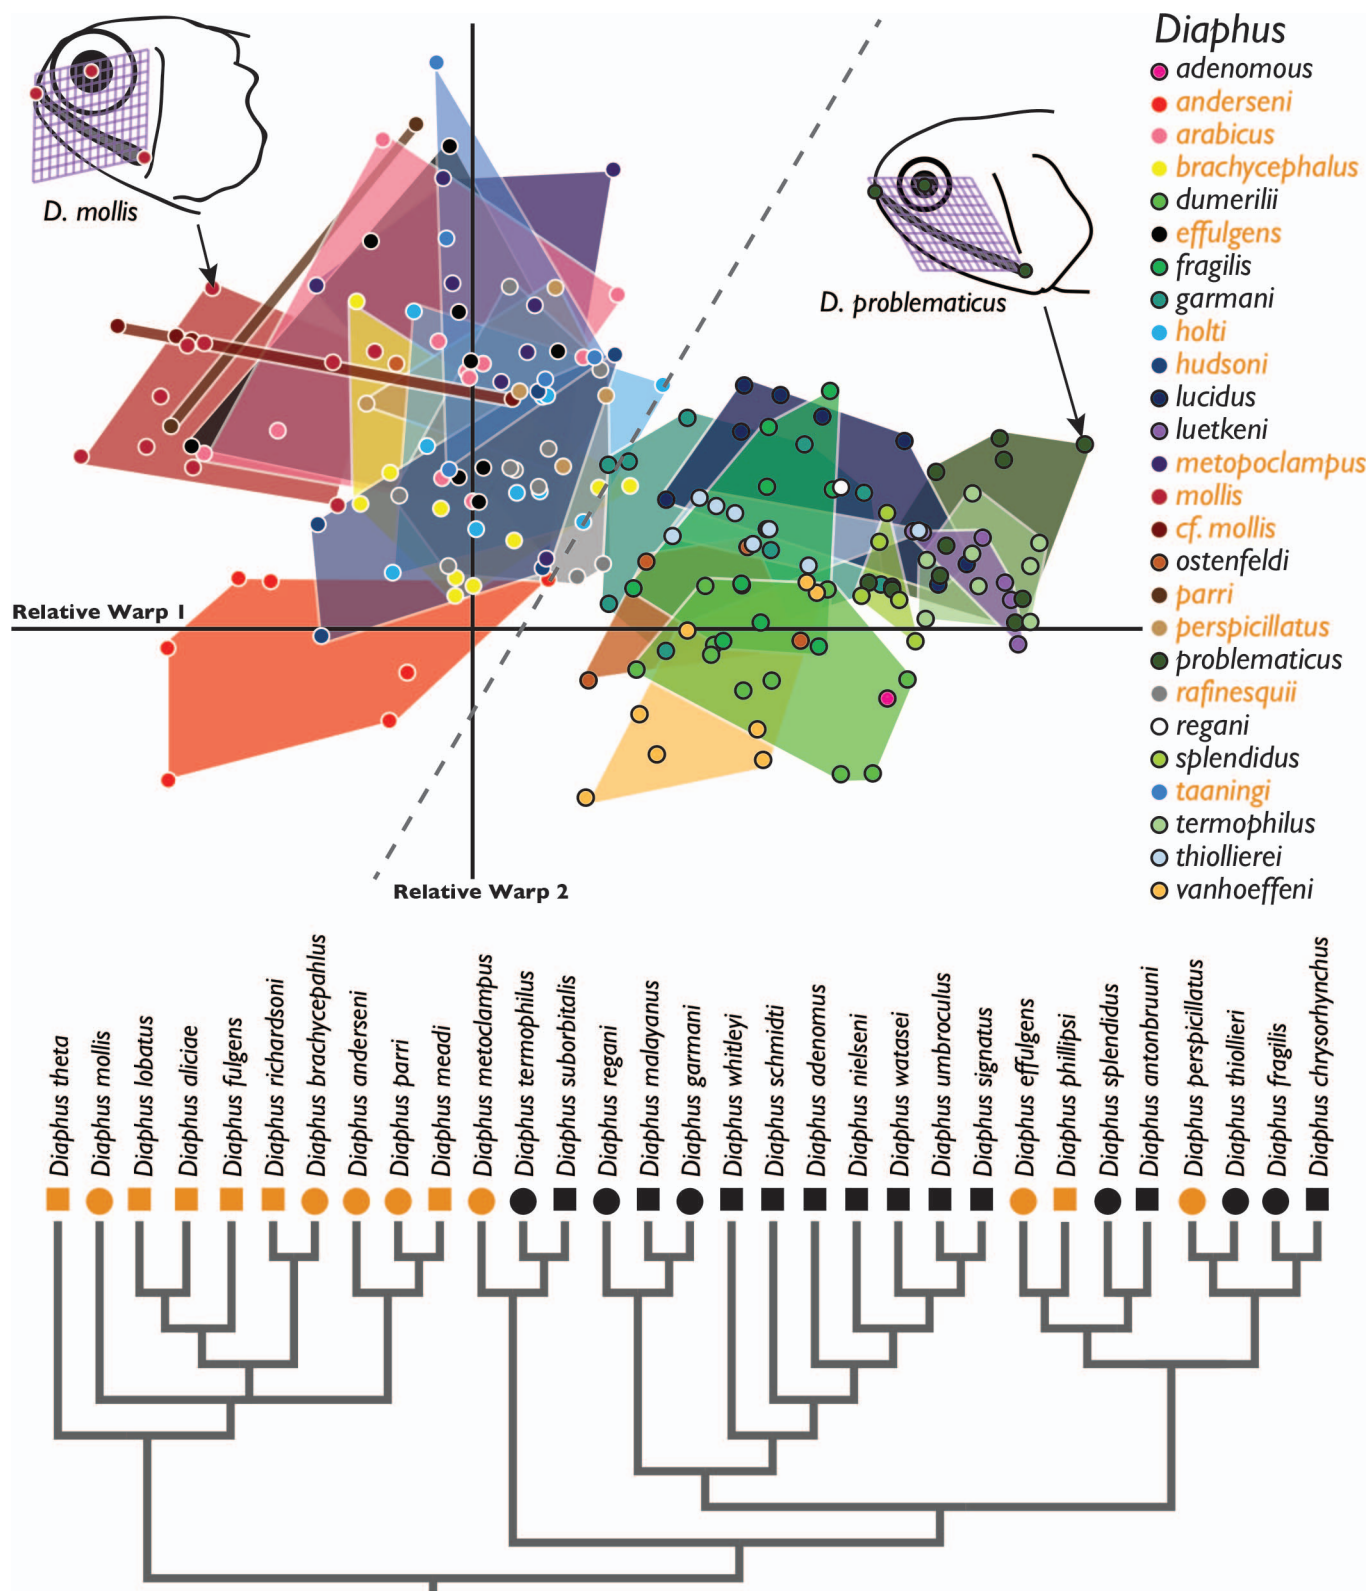 Diaphus
adenomous
anderseni
arabicus
brachycephalus
dumerilii
effulgens
fragilis
garmani
holti
hudsoni
lucidus
luetkeni
metopoclampus
mollis
cf. mollis
ostenfeldi
parri
perspicillatus
problematicus
rafinesquii
regani
splendidus
taaningi
termophilus
thiollierei
vanhoeffeni
D. mollis
D. problematicus
Relative Warp 1
Relative Warp 2
Diaphus theta
Diaphus mollis
Diaphus lobatus
Diaphus aliciae
Diaphus fulgens
Diaphus richardsoni
Diaphus brachycepahlus
Diaphus anderseni
Diaphus parri
Diaphus meadi
Diaphus metoclampus
Diaphus termophilus
Diaphus suborbitalis
Diaphus regani
Diaphus malayanus
Diaphus garmani
Diaphus whitleyi
Diaphus schmidti
Diaphus adenomus
Diaphus nielseni
Diaphus watasei
Diaphus umbroculus
Diaphus signatus
Diaphus effulgens
Diaphus phillipsi
Diaphus splendidus
Diaphus antonbruuni
Diaphus perspicillatus
Diaphus thiollieri
Diaphus fragilis
Diaphus chrysorhynchus